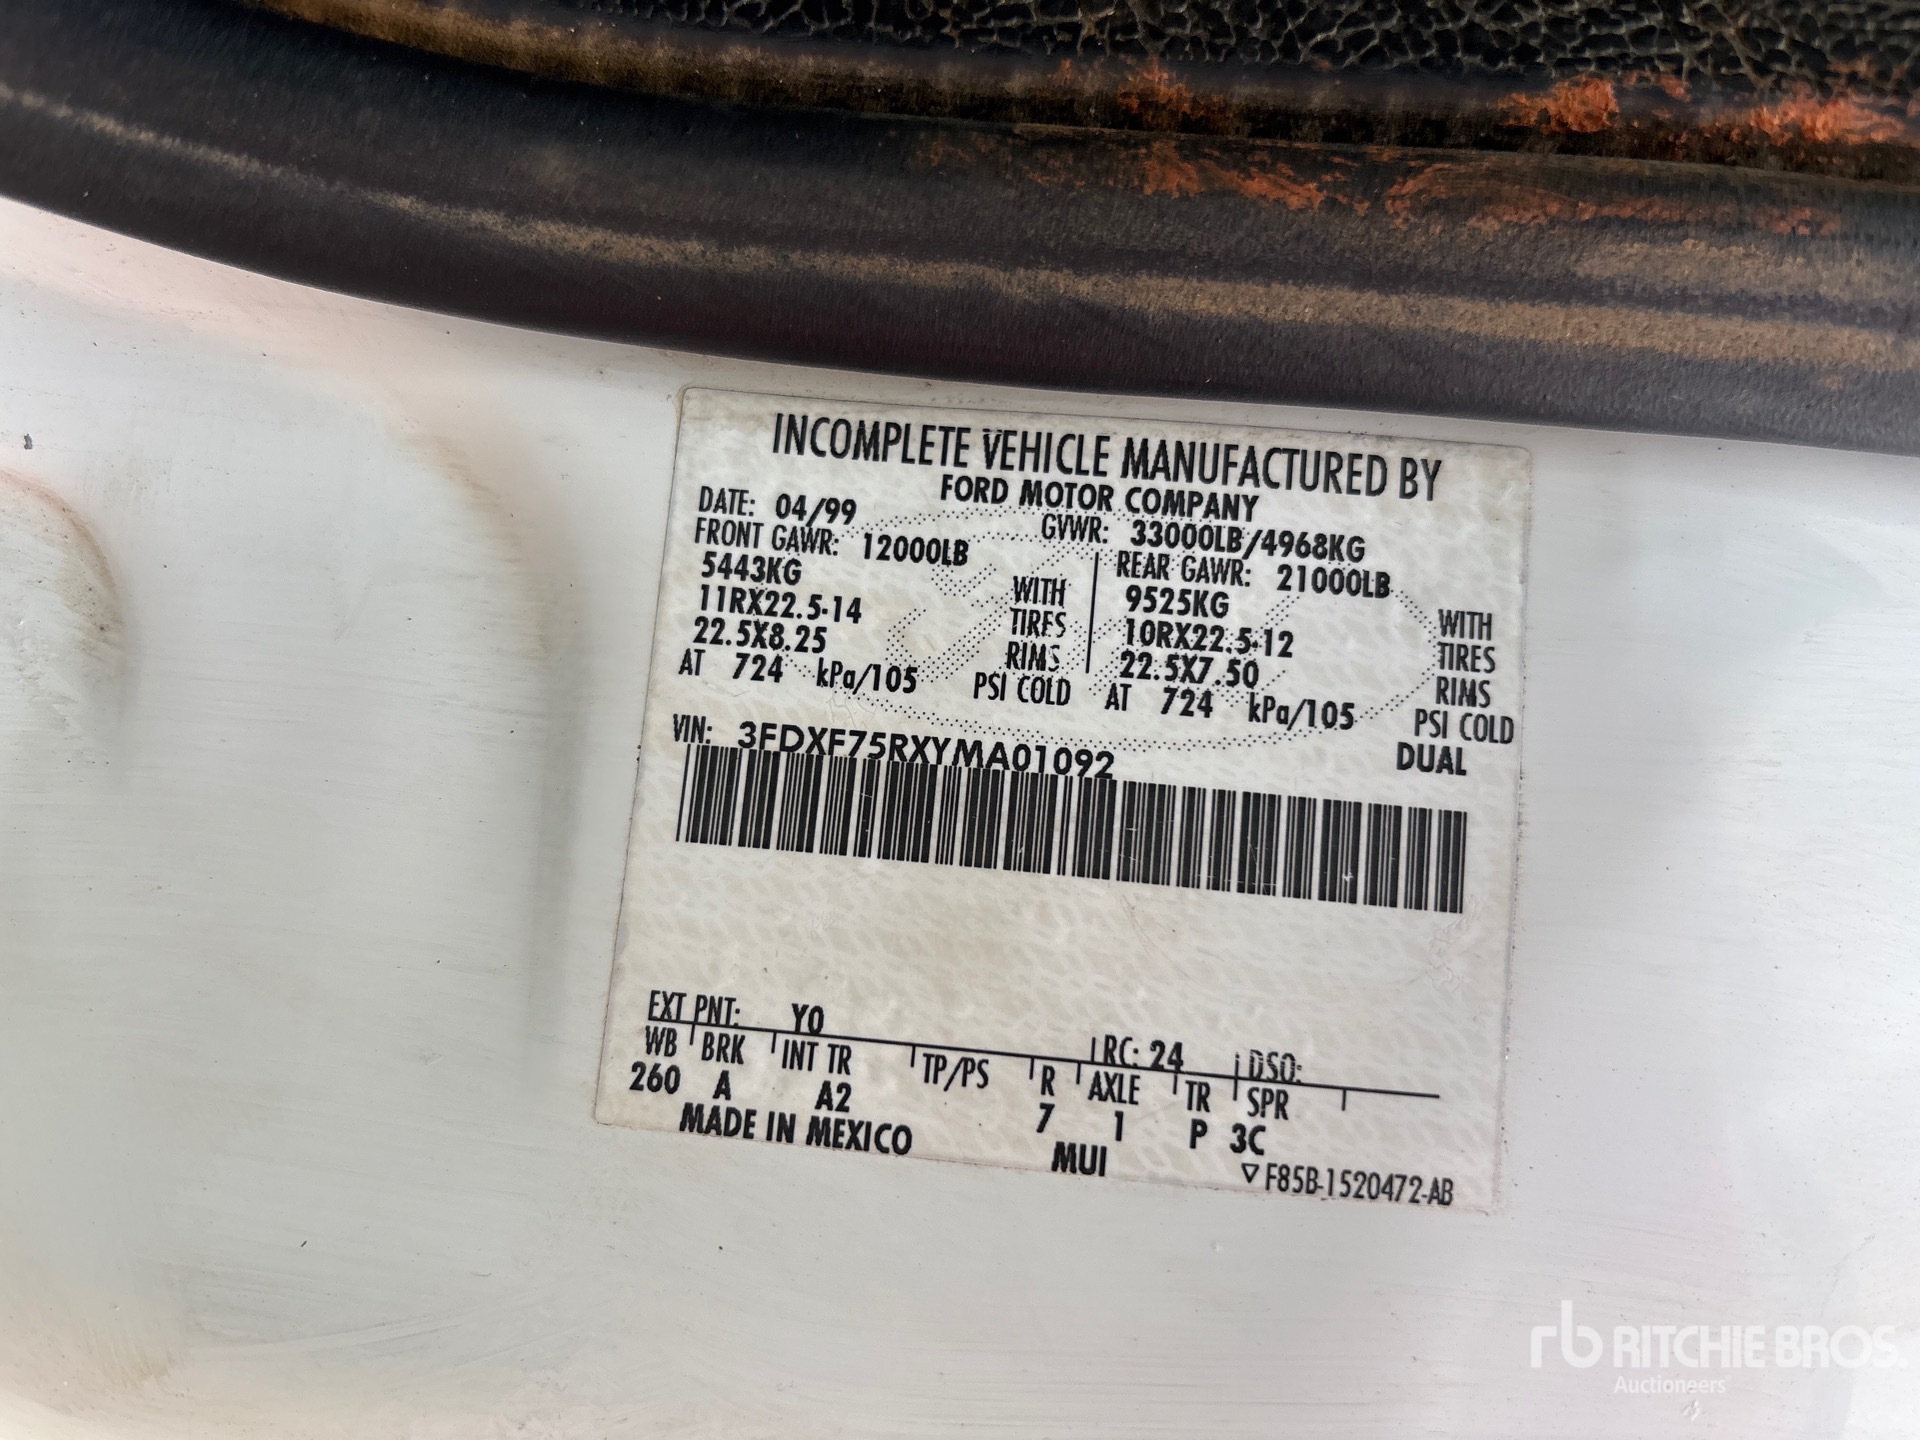 INCOMPLETE VEHICLE MANUFACTURED BY
FORD MOTOR COMPANY
DATE: 04/99 GVWR: 33000LB/4968KG
FRONT GAWR: 12000LB REAR GAWR: 21000LB
5443KG WITH 9525KG WITH
11RX22.5-14 TIRES 10RX22.5-12 TIRES
22.5X8.25 RIMS 22.5X7.50 RIMS
AT 724 kPa/105 PSI COLD AT 724 kPa/105 PSI COLD
DUAL
VIN: 3FDXF75RXYMA01092
EXT PNT: Y0 RC: 24 DSO:
WB BRK INT TR TP/PS R AXLE TR SPR
260 A A2 7 1 P 3C
MADE IN MEXICO MUI
▽ F85B-1520472-AB
rb RITCHIE BROS.
Auctioneers